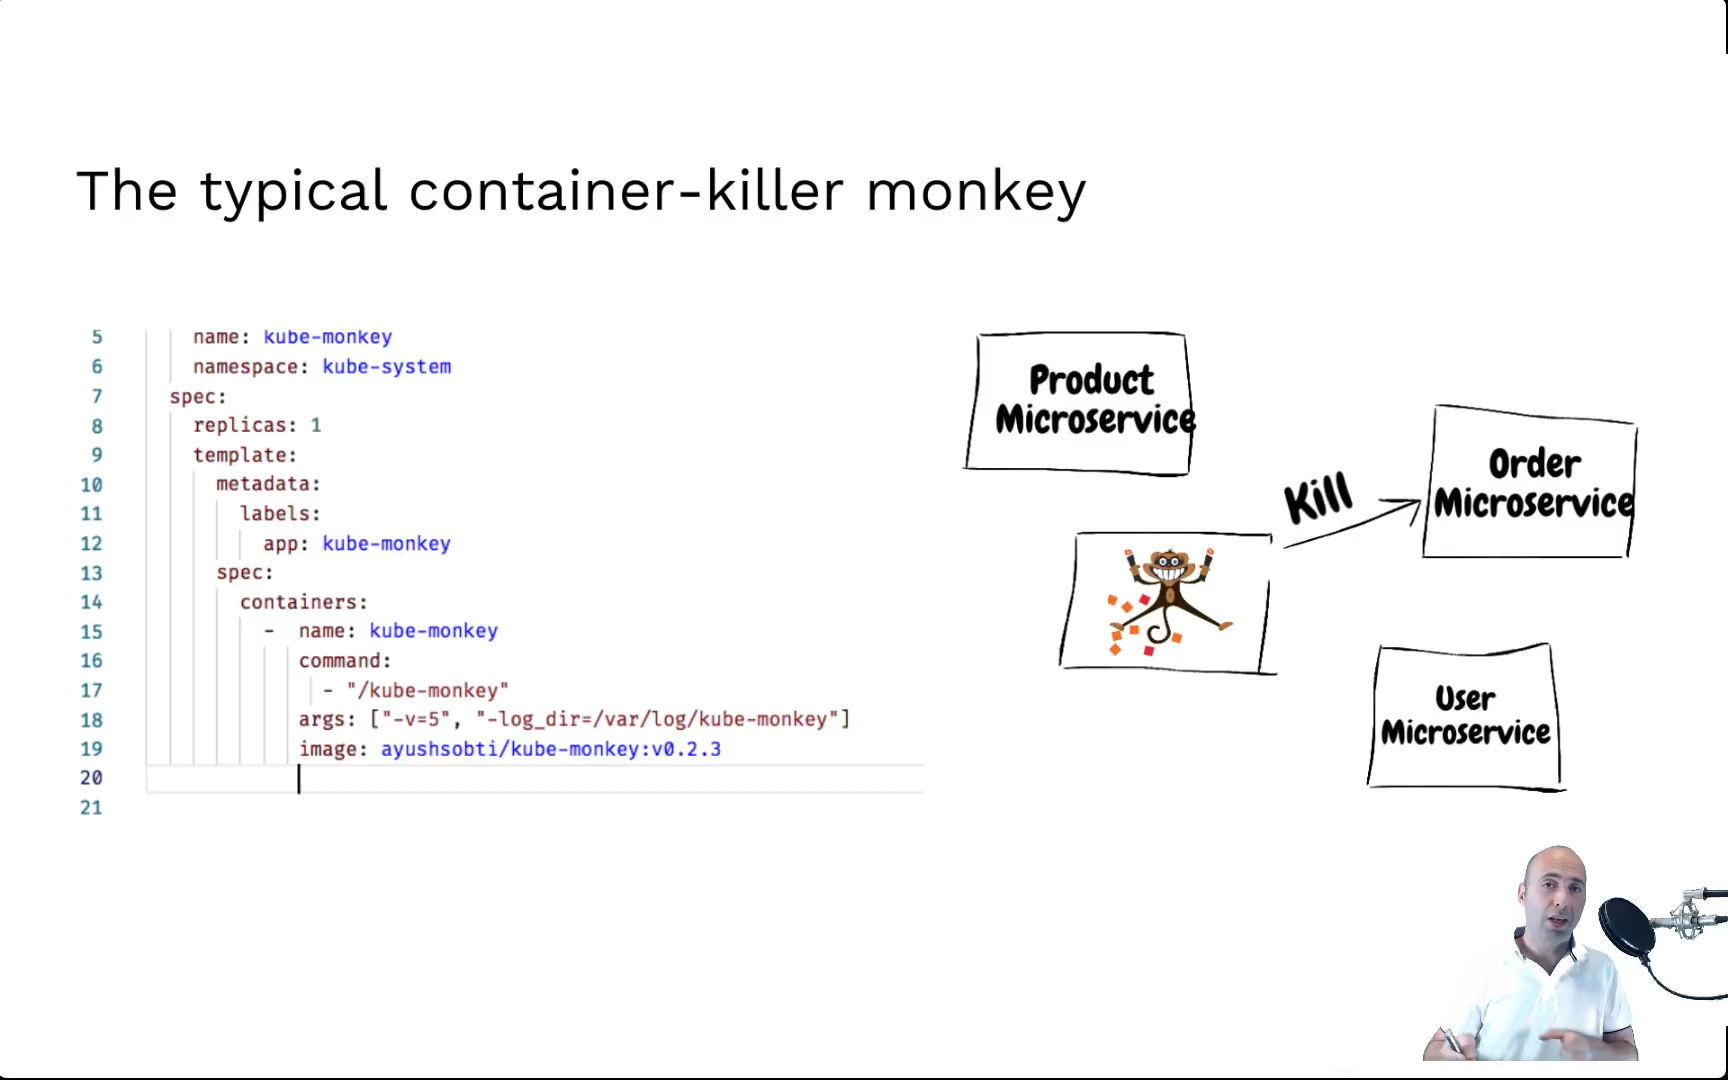 The typical container-killer monkey
5 name: kube-monkey
6 namespace: kube-system
7 spec:
8 replicas: 1
9 template:
10 metadata:
11 labels:
12 app: kube-monkey
13 spec:
14 containers:
15 - name: kube-monkey
16 command:
17 - "/kube-monkey"
18 args: ["-v=5", "-log_dir=/var/log/kube-monkey"]
19 image: ayushsobti/kube-monkey:v0.2.3
20
21
Product
Microservice
Kill
Order
Microservice
User
Microservice